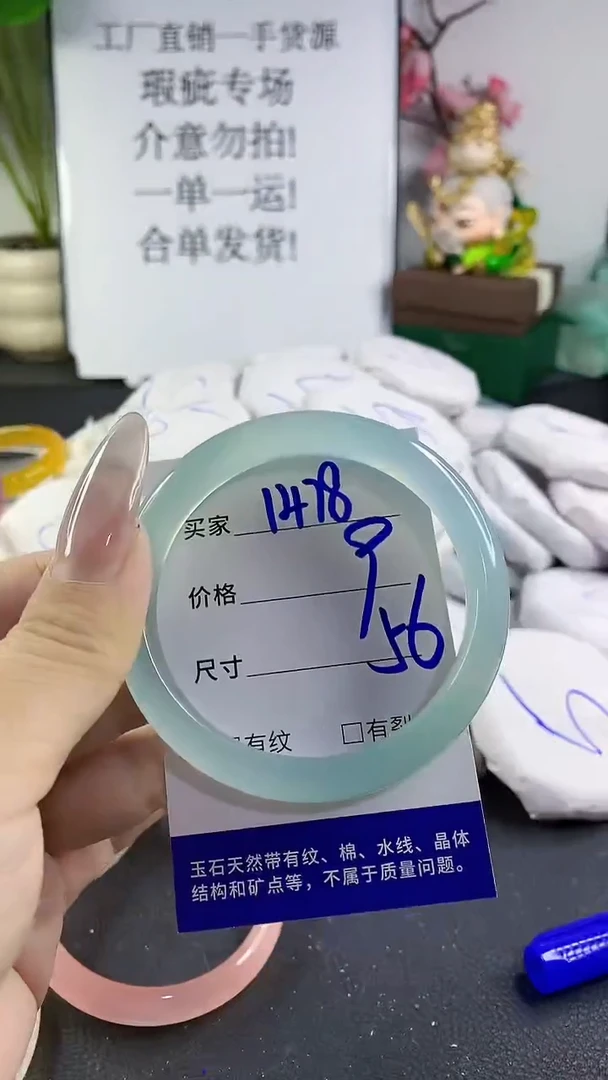 工厂直销一手货源
瑕疵专场
介意勿拍!
一单一运!
合单发货!
买家 1478
价格
尺寸 56
有纹 □有裂
玉石天然带有纹、棉、水线、晶体
结构和矿点等，不属于质量问题。